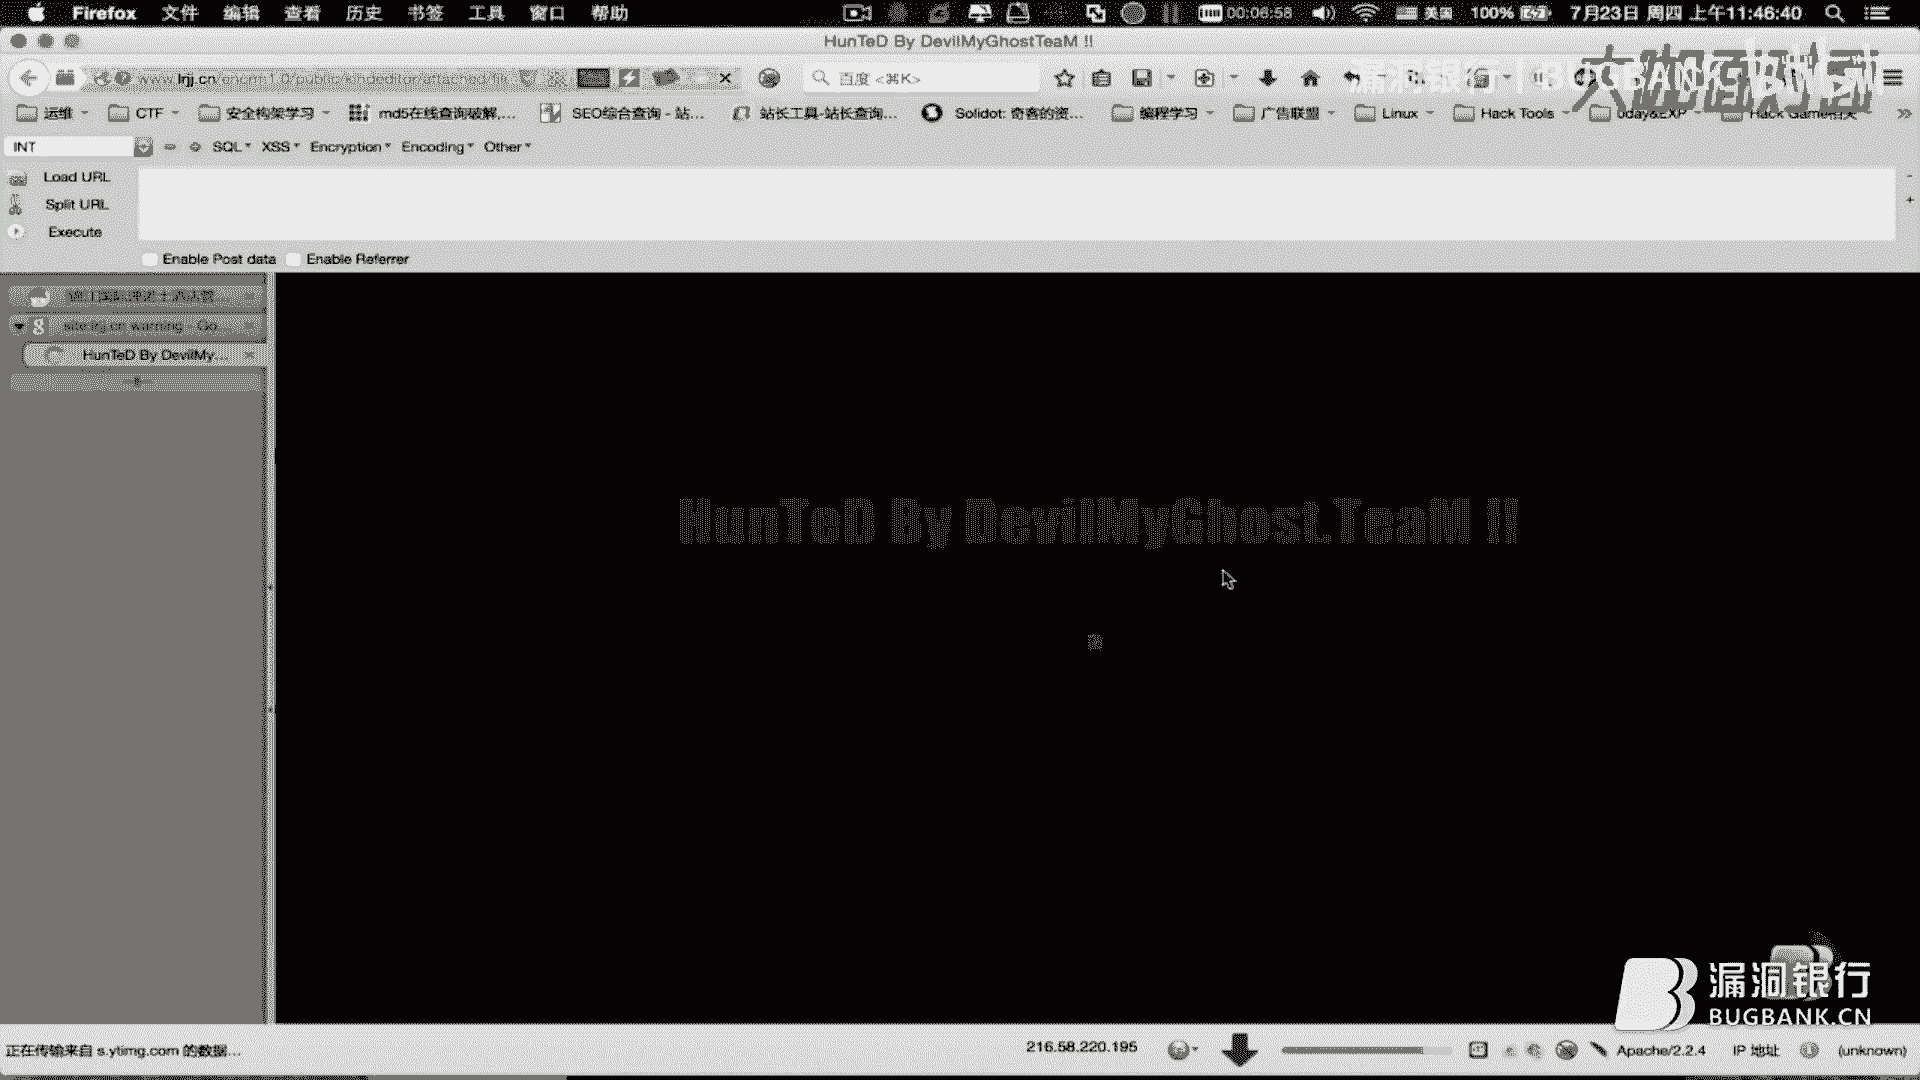 Firefox 文件 编辑 查看 历史 书签 工具 窗口 帮助 00:06:58 美国 100% 7月23日 周四 上午11:46:40
HunTeD By DevilMyGhostTeaM !!
www.lrjj.cn/encnn1.0/public/kindeditor/attached/file 百度 <⌘K>
漏洞银行 | BUGBANK
运维 CTF 安全构架学习 md5在线查询破解,... SEO综合查询 - 站... 站长工具-站长查询... Solidot: 奇客的资... 编程学习 广告联盟 Linux Hack Tools 0day&EXP Hack Game相关
INT SQL XSS Encryption Encoding Other
Load URL
Split URL
Execute
Enable Post data Enable Referrer
warning - Go...
HunTeD By DevilMy...
HunTeD By DevilMyGhost.TeaM !!
漏洞银行
BUGBANK.CN
正在传输来自 s.ytimg.com 的数据... 216.58.220.195 Apache/2.2.4 IP 地址 (unknown)